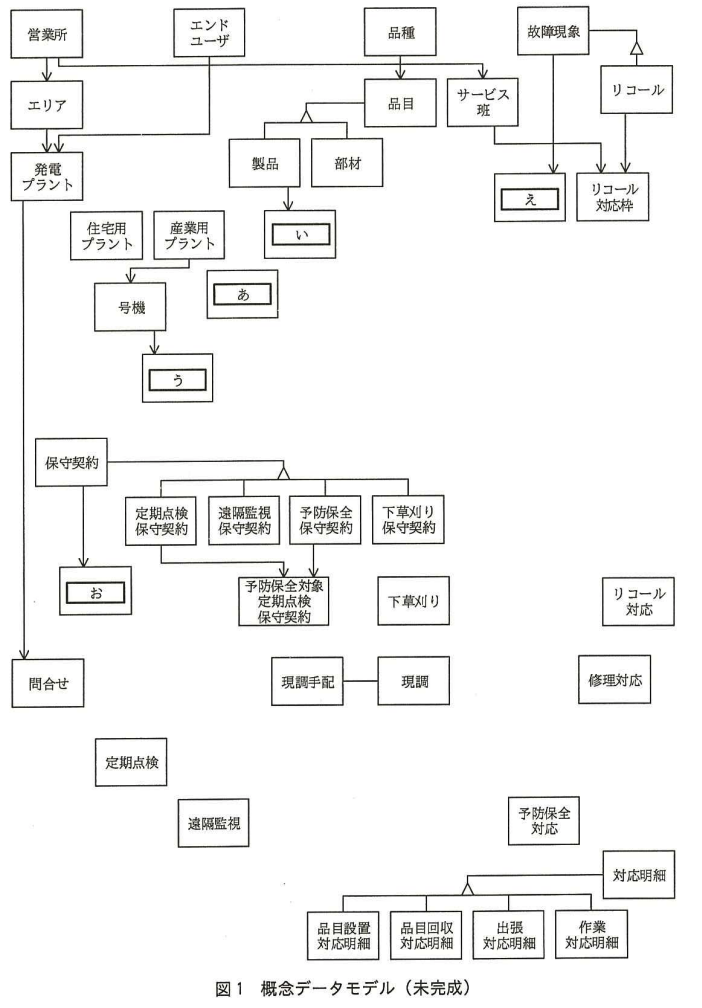 営業所
エンド
ユーザ
品種
故障現象
エリア
品目
サービス
班
リコール
発電
プラント
製品
部材
え
リコール
対応枠
住宅用
プラント
産業用
プラント
い
号機
あ
う
保守契約
定期点検
保守契約
遠隔監視
保守契約
予防保全
保守契約
下草刈り
保守契約
お
予防保全対象
定期点検
保守契約
下草刈り
リコール
対応
問合せ
現調手配
現調
修理対応
定期点検
遠隔監視
予防保全
対応
対応明細
品目設置
対応明細
品目回収
対応明細
出張
対応明細
作業
対応明細
図1 概念データモデル（未完成）